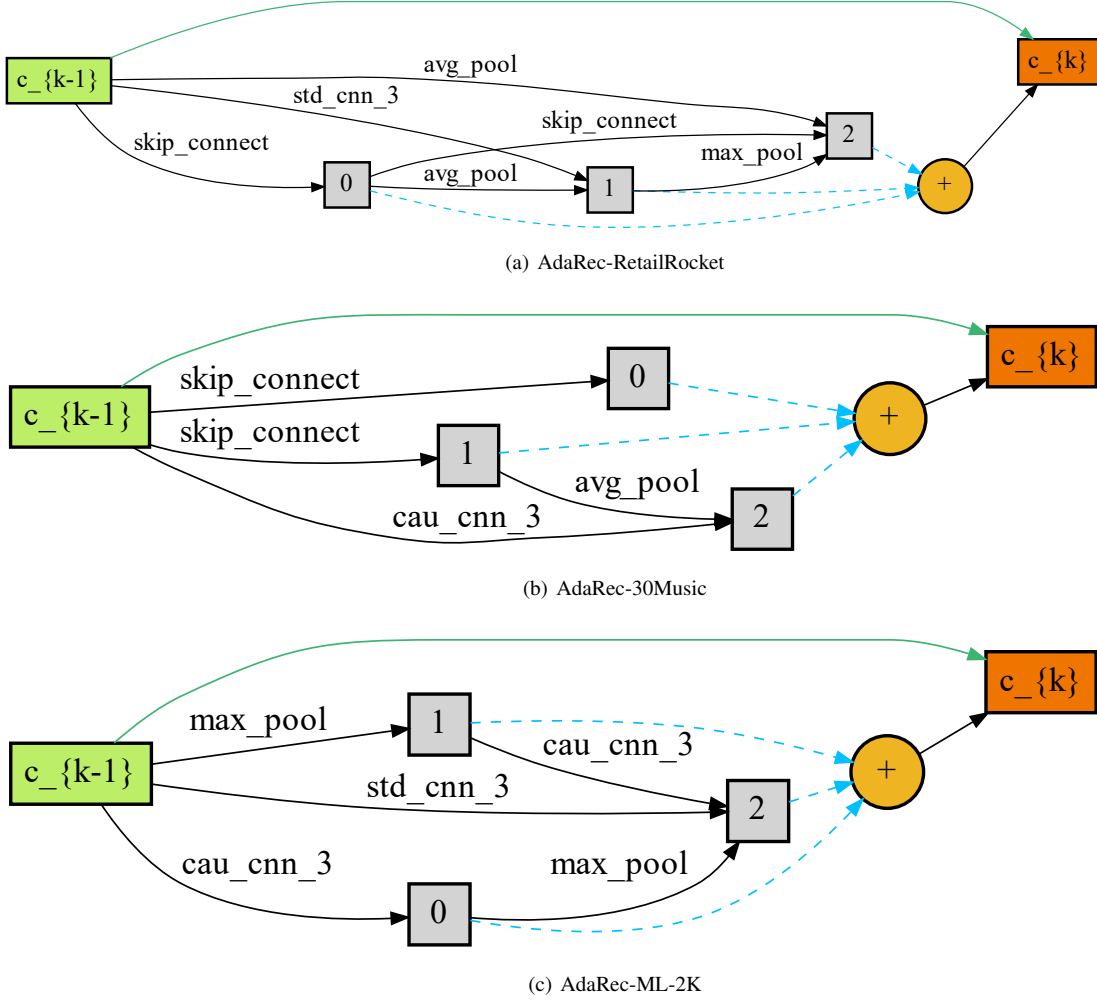 c_{k-1}
c_{k}
avg_pool
std_cnn_3
skip_connect
skip_connect
2
max_pool
avg_pool
0
1
+
(a) AdaRec-RetailRocket
c_{k}
skip_connect
0
c_{k-1}
+
skip_connect
1
avg_pool
cau_cnn_3
2
(b) AdaRec-30Music
c_{k}
max_pool
1
cau_cnn_3
c_{k-1}
+
std_cnn_3
2
cau_cnn_3
max_pool
0
(c) AdaRec-ML-2K